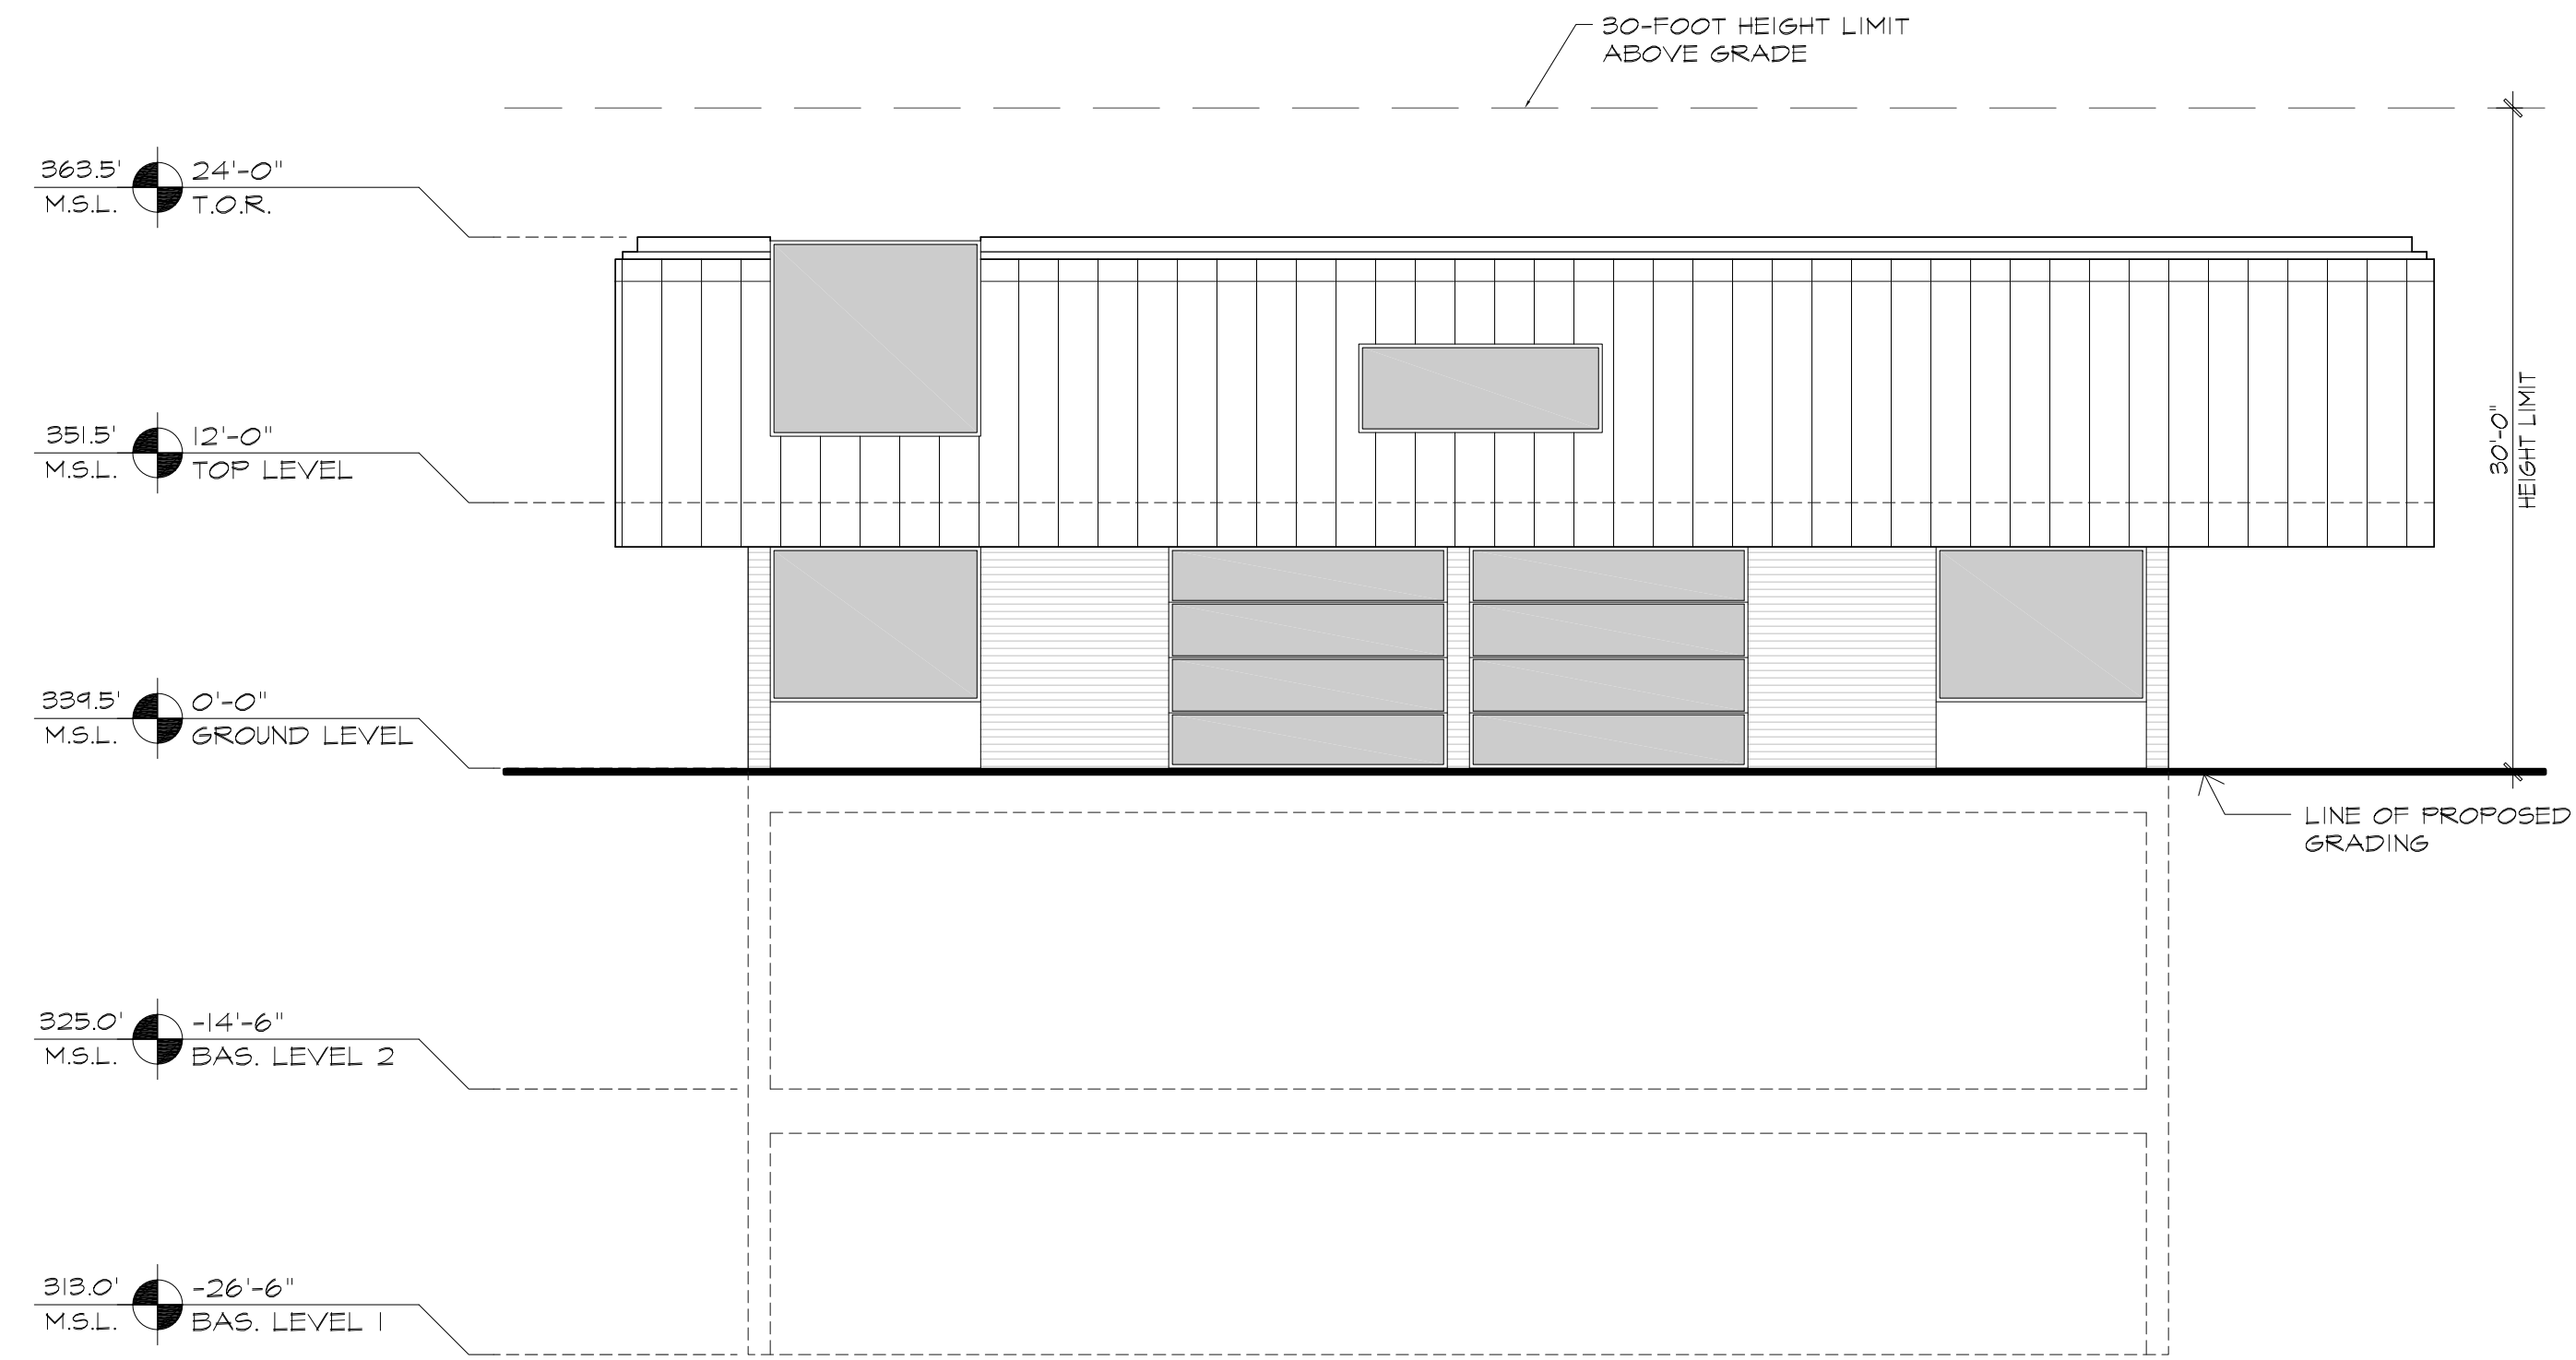 30-FOOT HEIGHT LIMIT
ABOVE GRADE
363.5' 24'-0"
M.S.L. T.O.R.
351.5' 12'-0"
M.S.L. TOP LEVEL
30'-0"
HEIGHT LIMIT
339.5' 0'-0"
M.S.L. GROUND LEVEL
LINE OF PROPOSED
GRADING
325.0' -14'-6"
M.S.L. BAS. LEVEL 2
313.0' -26'-6"
M.S.L. BAS. LEVEL 1